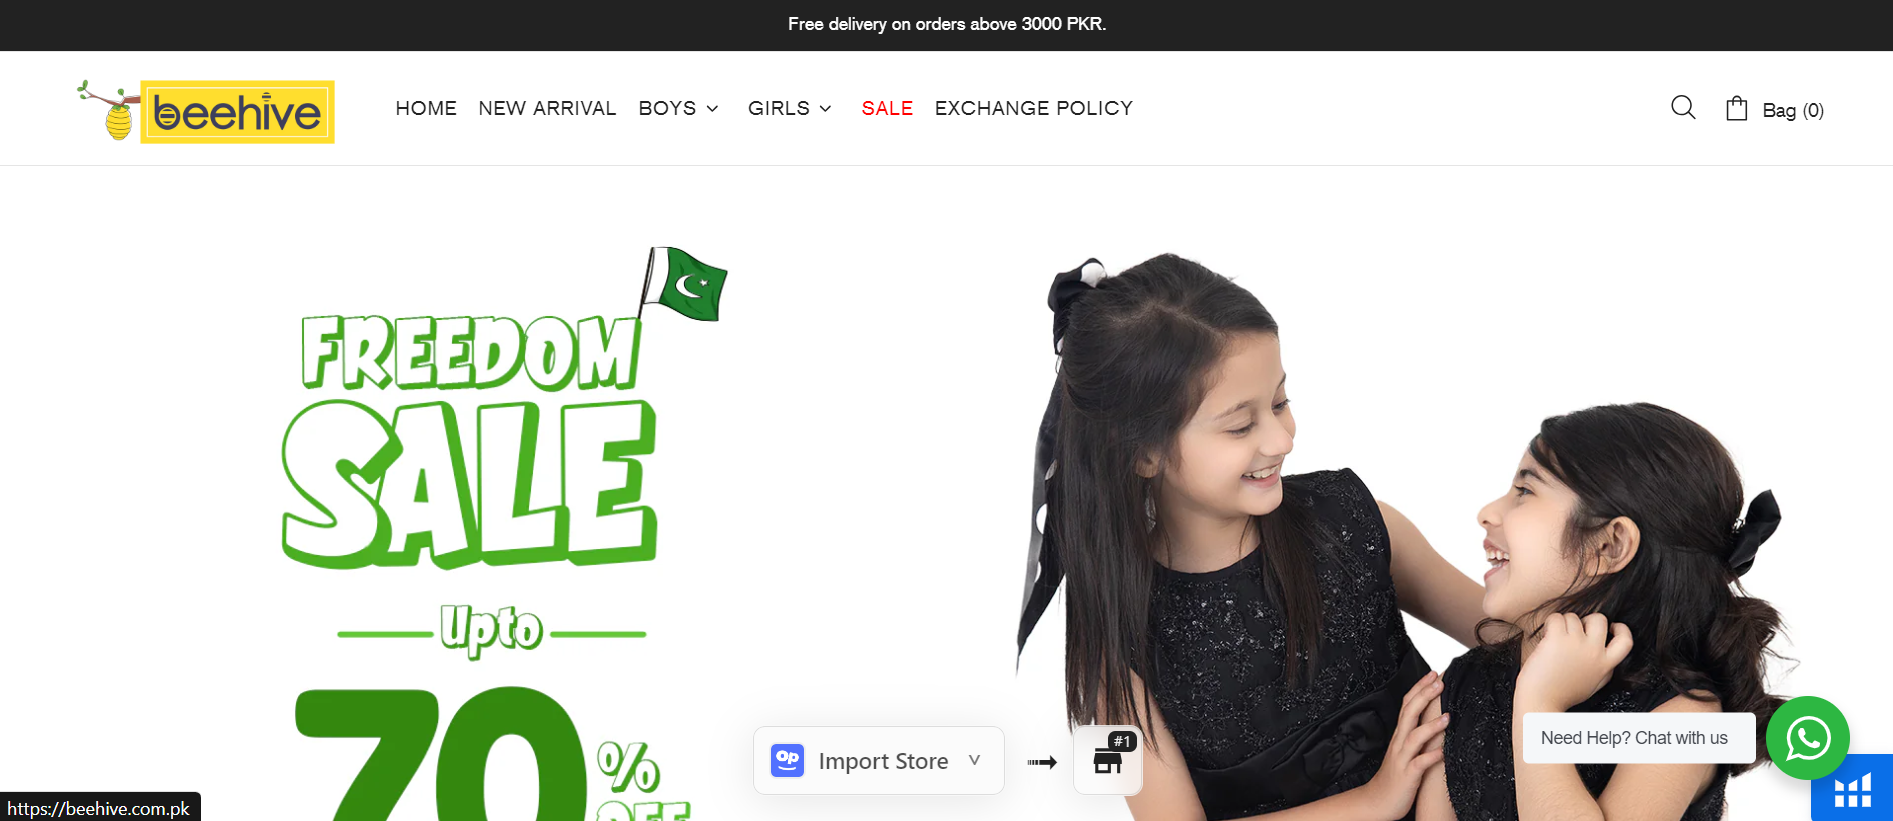 Free delivery on orders above 3000 PKR.
beehive
HOME NEW ARRIVAL BOYS GIRLS SALE EXCHANGE POLICY
Bag (0)
FREEDOM
SALE
Upto
70% OFF
op Import Store
#1
Need Help? Chat with us
https://beehive.com.pk